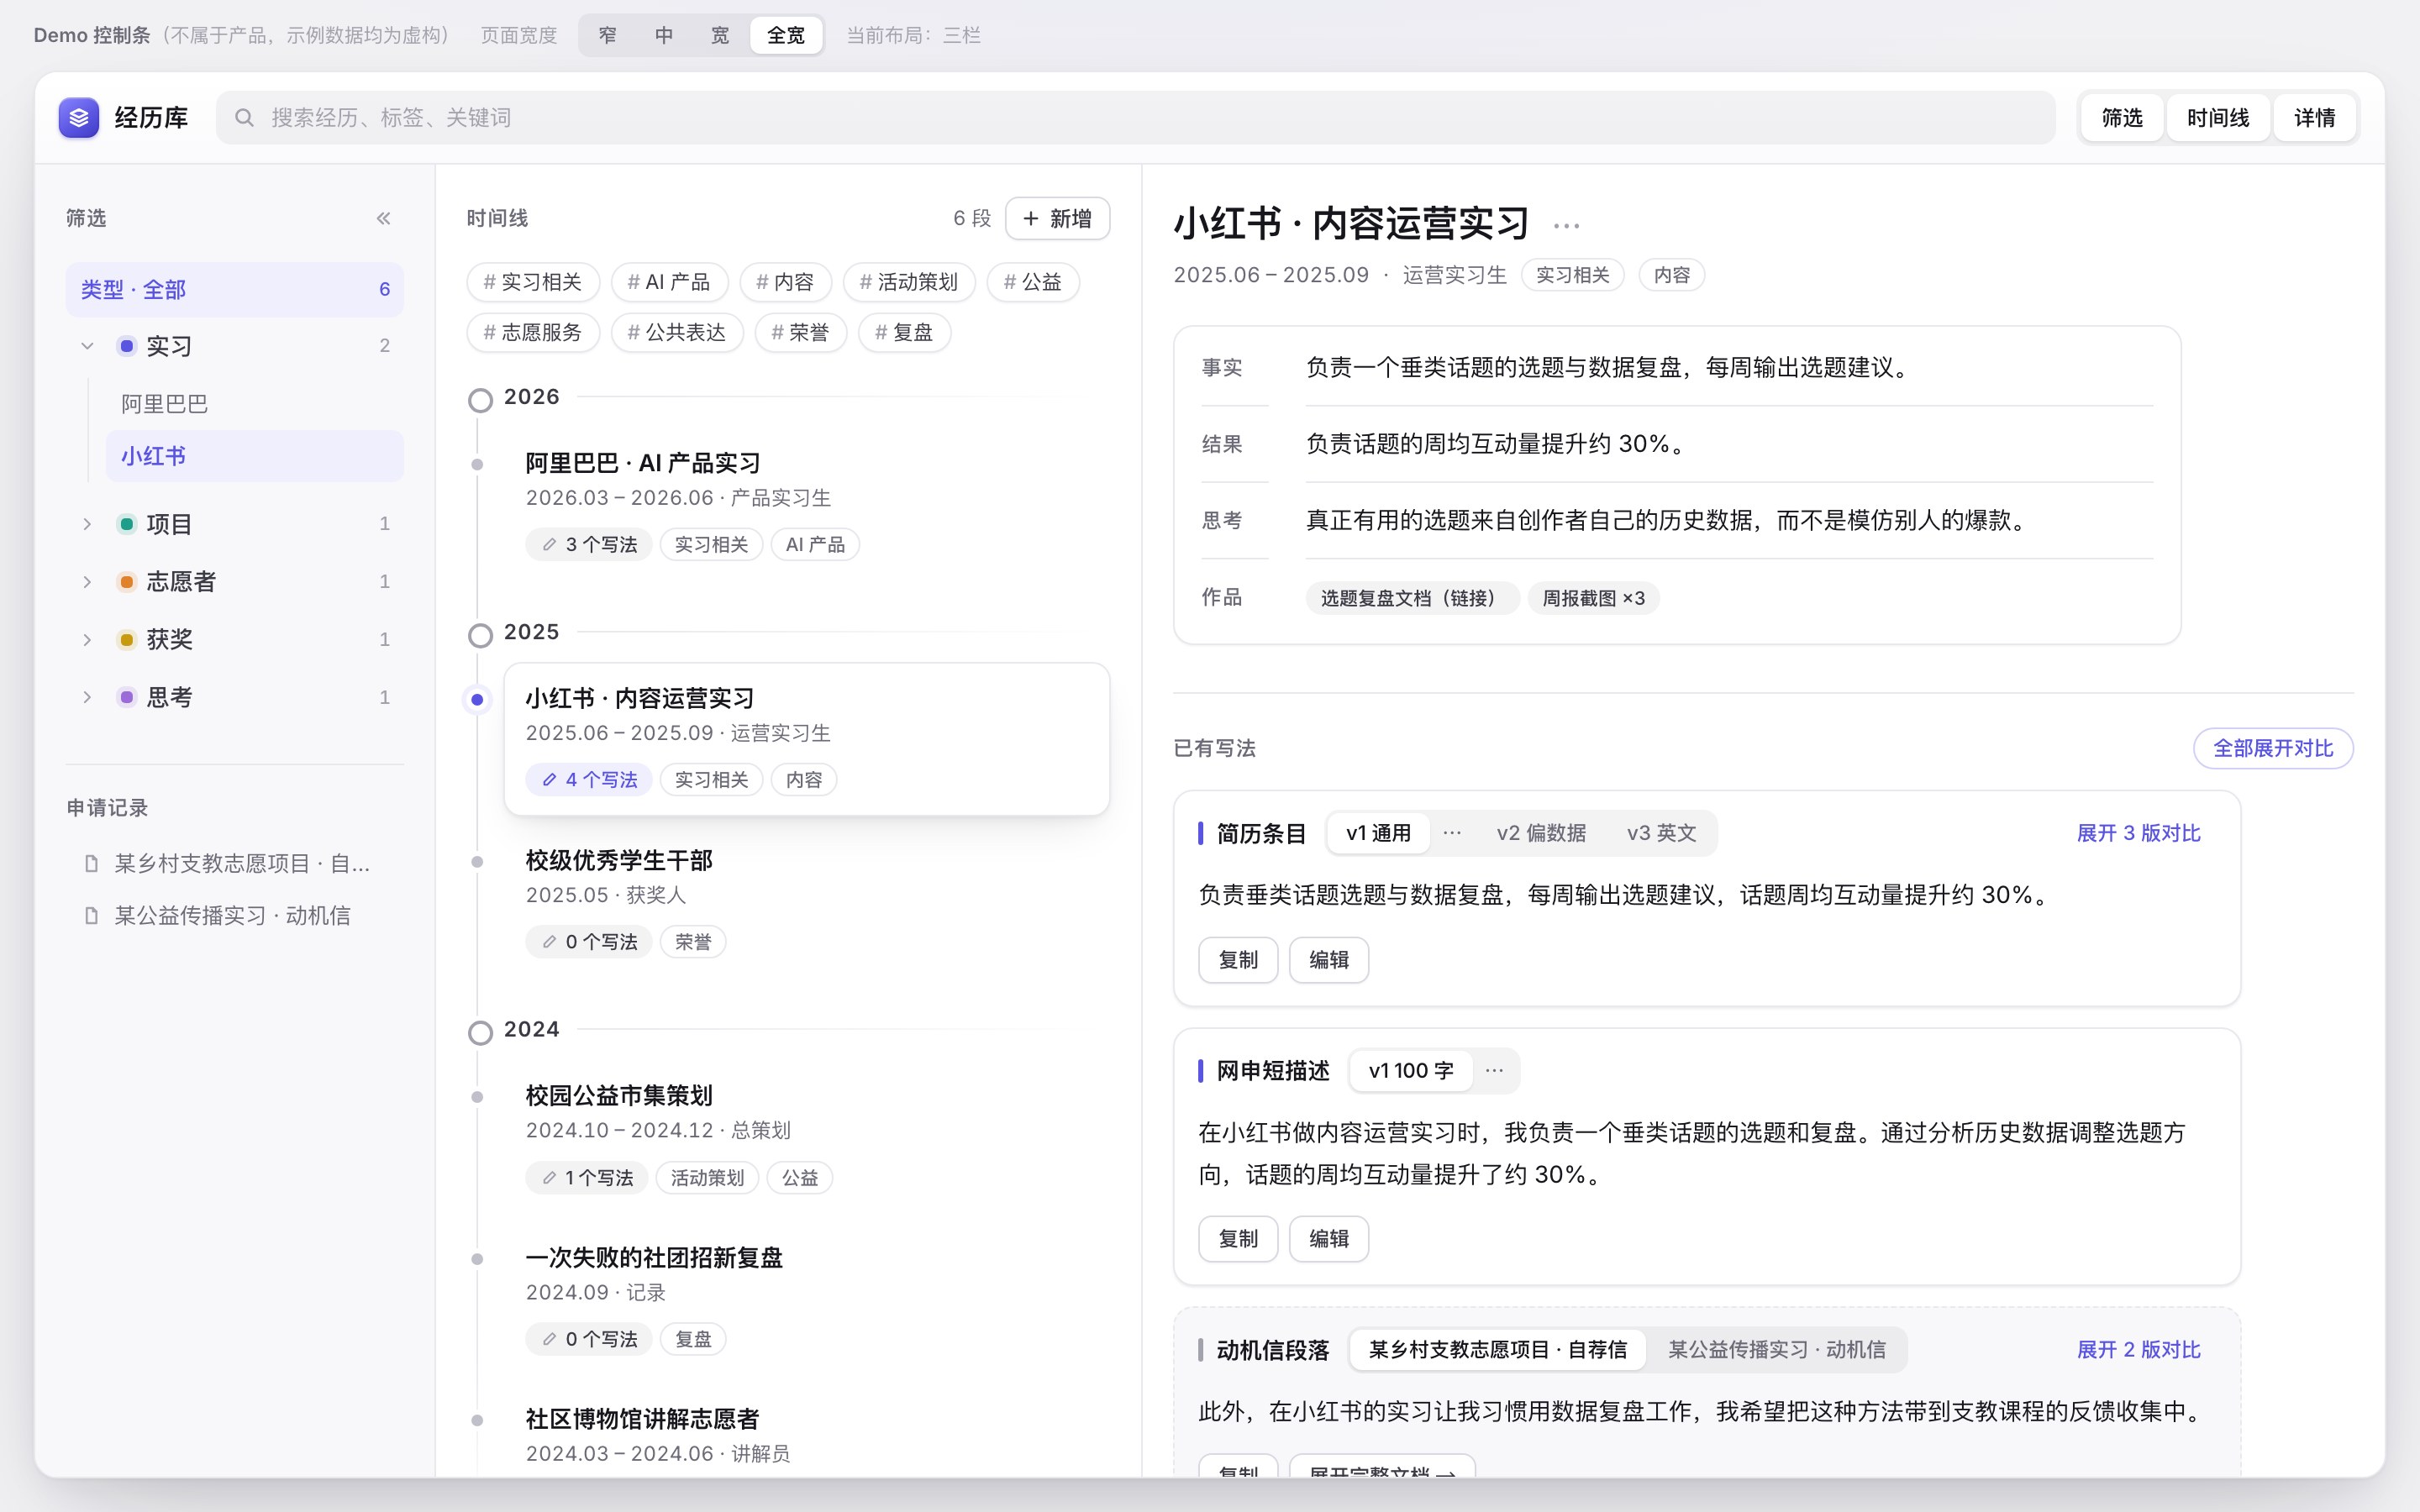 Demo 控制条（不属于产品，示例数据均为虚构） 页面宽度 窄 中 宽 全宽 当前布局：三栏
经历库 搜索经历、标签、关键词 筛选 时间线 详情
筛选
类型 · 全部 6
实习 2
阿里巴巴
小红书
项目 1
志愿者 1
获奖 1
思考 1
申请记录
某乡村支教志愿项目 · 自…
某公益传播实习 · 动机信
时间线 6 段 + 新增
# 实习相关 # AI 产品 # 内容 # 活动策划 # 公益
# 志愿服务 # 公共表达 # 荣誉 # 复盘
2026
阿里巴巴 · AI 产品实习
2026.03 – 2026.06 · 产品实习生
3 个写法 实习相关 AI 产品
2025
小红书 · 内容运营实习
2025.06 – 2025.09 · 运营实习生
4 个写法 实习相关 内容
校级优秀学生干部
2025.05 · 获奖人
0 个写法 荣誉
2024
校园公益市集策划
2024.10 – 2024.12 · 总策划
1 个写法 活动策划 公益
一次失败的社团招新复盘
2024.09 · 记录
0 个写法 复盘
社区博物馆讲解志愿者
2024.03 – 2024.06 · 讲解员
小红书 · 内容运营实习 ···
2025.06 – 2025.09 · 运营实习生 实习相关 内容
事实 负责一个垂类话题的选题与数据复盘，每周输出选题建议。
结果 负责话题的周均互动量提升约 30%。
思考 真正有用的选题来自创作者自己的历史数据，而不是模仿别人的爆款。
作品 选题复盘文档（链接） 周报截图 ×3
已有写法 全部展开对比
简历条目 v1 通用 ··· v2 偏数据 v3 英文 展开 3 版对比
负责垂类话题选题与数据复盘，每周输出选题建议，话题周均互动量提升约 30%。
复制 编辑
网申短描述 v1 100 字 ···
在小红书做内容运营实习时，我负责一个垂类话题的选题和复盘。通过分析历史数据调整选题方
向，话题的周均互动量提升了约 30%。
复制 编辑
动机信段落 某乡村支教志愿项目 · 自荐信 某公益传播实习 · 动机信 展开 2 版对比
此外，在小红书的实习让我习惯用数据复盘工作，我希望把这种方法带到支教课程的反馈收集中。
复制 展开完整文档 →